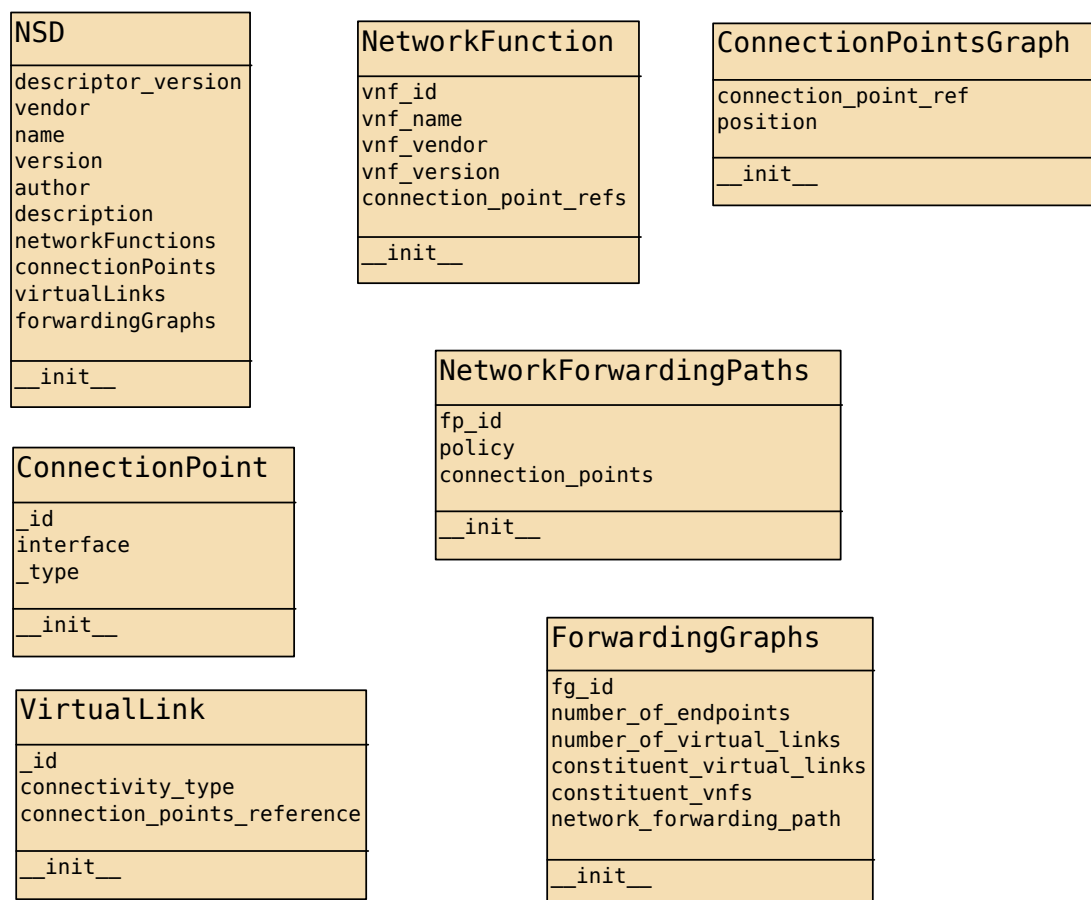 NSD
descriptor_version
vendor
name
version
author
description
networkFunctions
connectionPoints
virtualLinks
forwardingGraphs
__init__
NetworkFunction
vnf_id
vnf_name
vnf_vendor
vnf_version
connection_point_refs
__init__
ConnectionPointsGraph
connection_point_ref
position
__init__
NetworkForwardingPaths
fp_id
policy
connection_points
__init__
ConnectionPoint
_id
interface
_type
__init__
ForwardingGraphs
fg_id
number_of_endpoints
number_of_virtual_links
constituent_virtual_links
constituent_vnfs
network_forwarding_path
__init__
VirtualLink
_id
connectivity_type
connection_points_reference
__init__